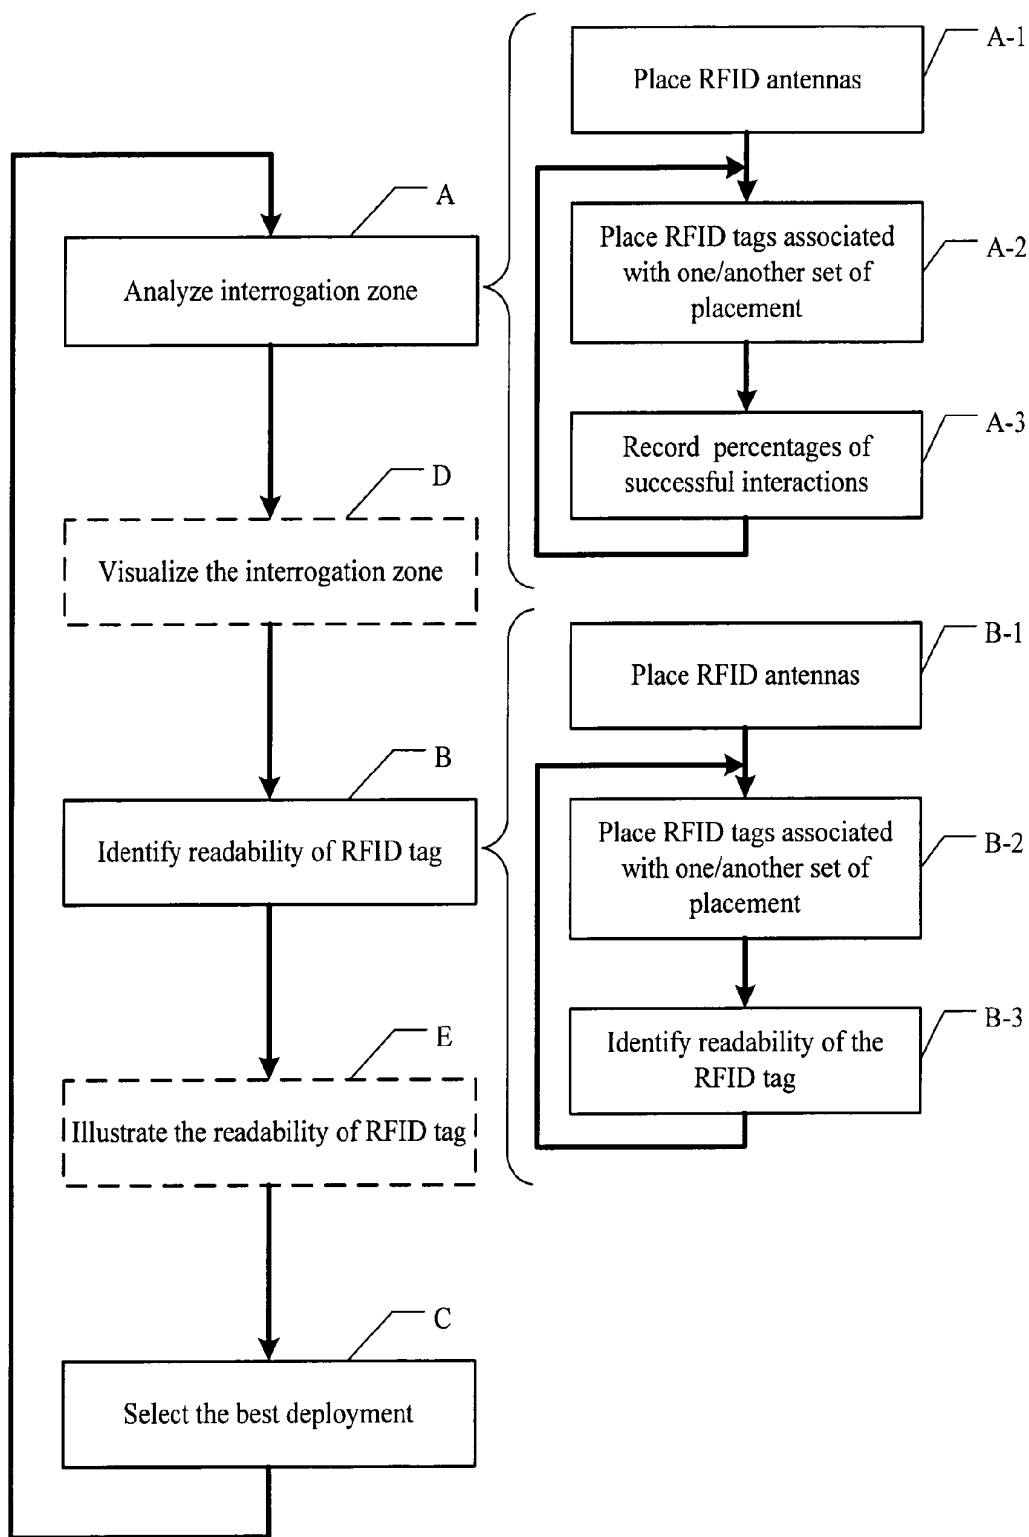 A
Analyze interrogation zone
D
Visualize the interrogation zone
B
Identify readability of RFID tag
E
Illustrate the readability of RFID tag
C
Select the best deployment
A-1
Place RFID antennas
A-2
Place RFID tags associated
with one/another set of
placement
A-3
Record percentages of
successful interactions
B-1
Place RFID antennas
B-2
Place RFID tags associated
with one/another set of
placement
B-3
Identify readability of the
RFID tag